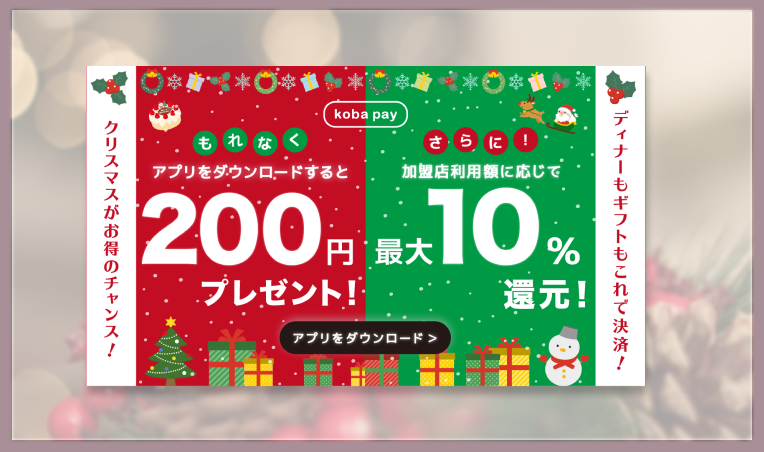 クリスマスがお得のチャンス!
koba pay
もれなく
アプリをダウンロードすると
200円
プレゼント!
さらに!
加盟店利用額に応じて
最大10%
還元!
アプリをダウンロード >
ディナーもギフトもこれで決済!